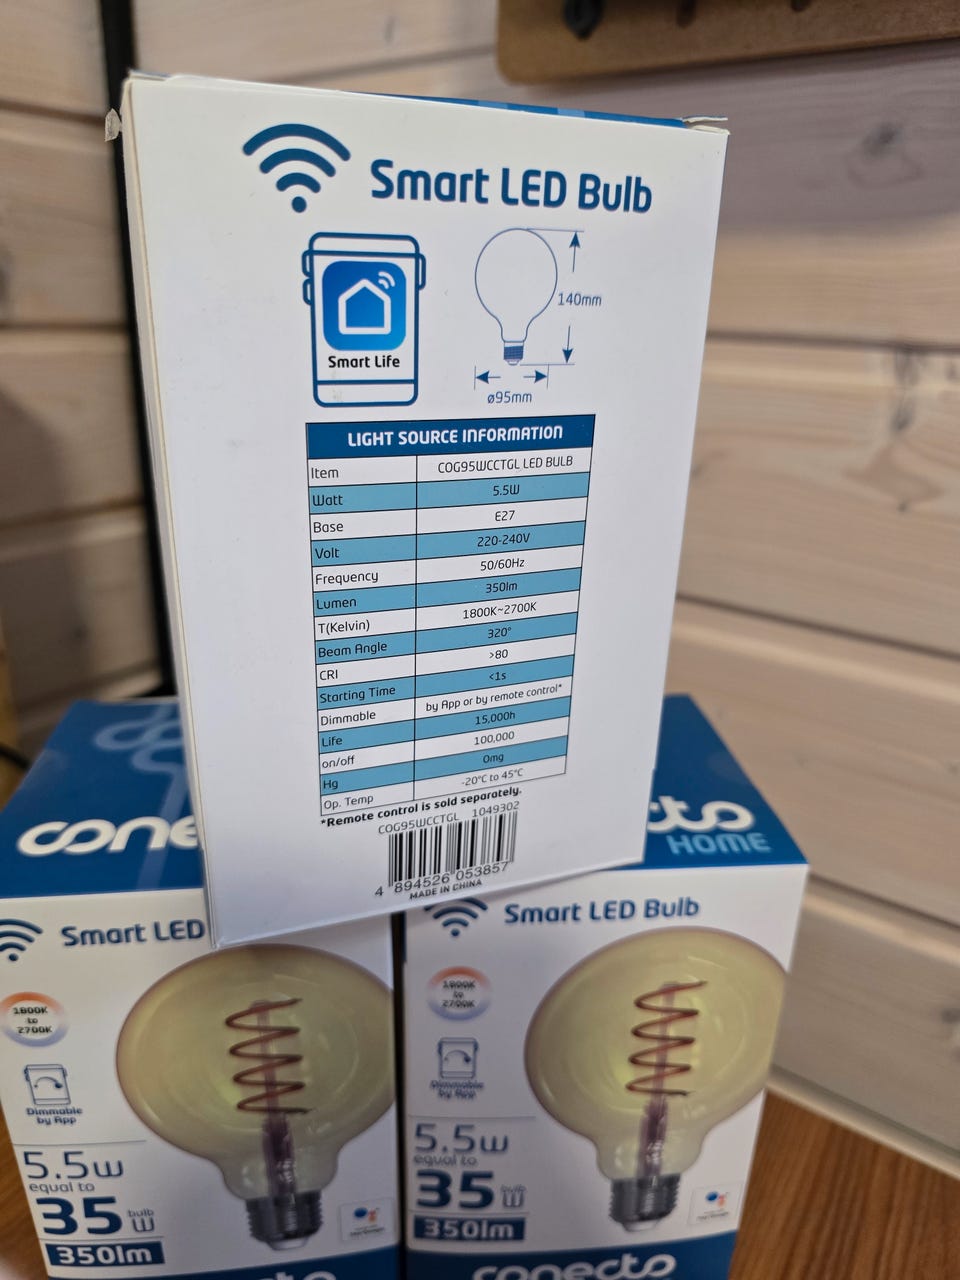 Smart LED Bulb
Smart Life
140mm
ø95mm
LIGHT SOURCE INFORMATION
Item COG95WCCTGL LED BULB
Watt 5.5W
Base E27
Volt 220-240V
Frequency 50/60Hz
Lumen 350lm
T(Kelvin) 1800K~2700K
Beam Angle 320°
CRI >80
Starting Time <1s
Dimmable by App or by remote control*
Life 15,000h
on/off 100,000
Hg 0mg
Op. Temp -20°C to 45°C
*Remote control is sold separately.
COG95WCCTGL 1049302
4 894526 053857
MADE IN CHINA
cone
Smart LED
1800K
to
2700K
Dimmable
by App
5.5w
equal to
35 bulb W
350lm
cto
HOME
Smart LED Bulb
1800K
to
2700K
Dimmable
by App
5.5w
equal to
35 bulb W
350lm
conecto